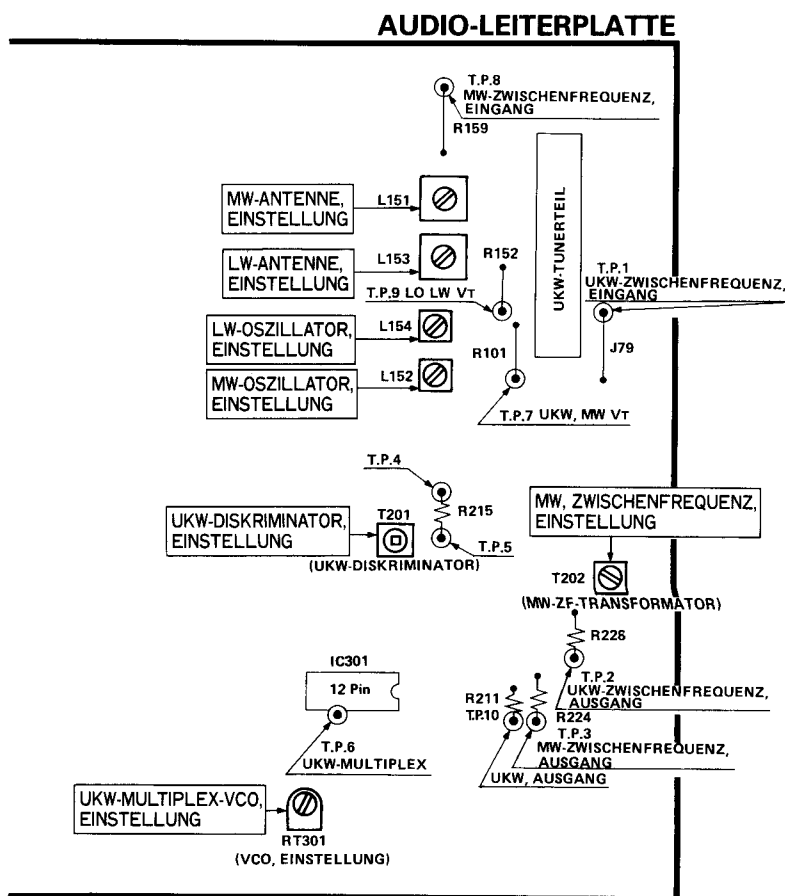 AUDIO-LEITERPLATTE
T.P.8
MW-ZWISCHENFREQUENZ,
EINGANG
R159
MW-ANTENNE,
EINSTELLUNG
L151
UKW-TUNERTEIL
LW-ANTENNE,
EINSTELLUNG
L153
R152
T.P.1
UKW-ZWISCHENFREQUENZ,
EINGANG
T.P.9 LO LW VT
LW-OSZILLATOR,
EINSTELLUNG
L154
R101
J79
MW-OSZILLATOR,
EINSTELLUNG
L152
T.P.7 UKW, MW VT
T.P.4
R215
MW, ZWISCHENFREQUENZ,
EINSTELLUNG
UKW-DISKRIMINATOR,
EINSTELLUNG
T201
T.P.5
(UKW-DISKRIMINATOR)
T202
(MW-ZF-TRANSFORMATOR)
R226
IC301
12 Pin
T.P.2
UKW-ZWISCHENFREQUENZ,
AUSGANG
R211
T.P.10
R224
T.P.3
MW-ZWISCHENFREQUENZ,
AUSGANG
T.P.6
UKW-MULTIPLEX
UKW, AUSGANG
UKW-MULTIPLEX-VCO,
EINSTELLUNG
RT301
(VCO, EINSTELLUNG)